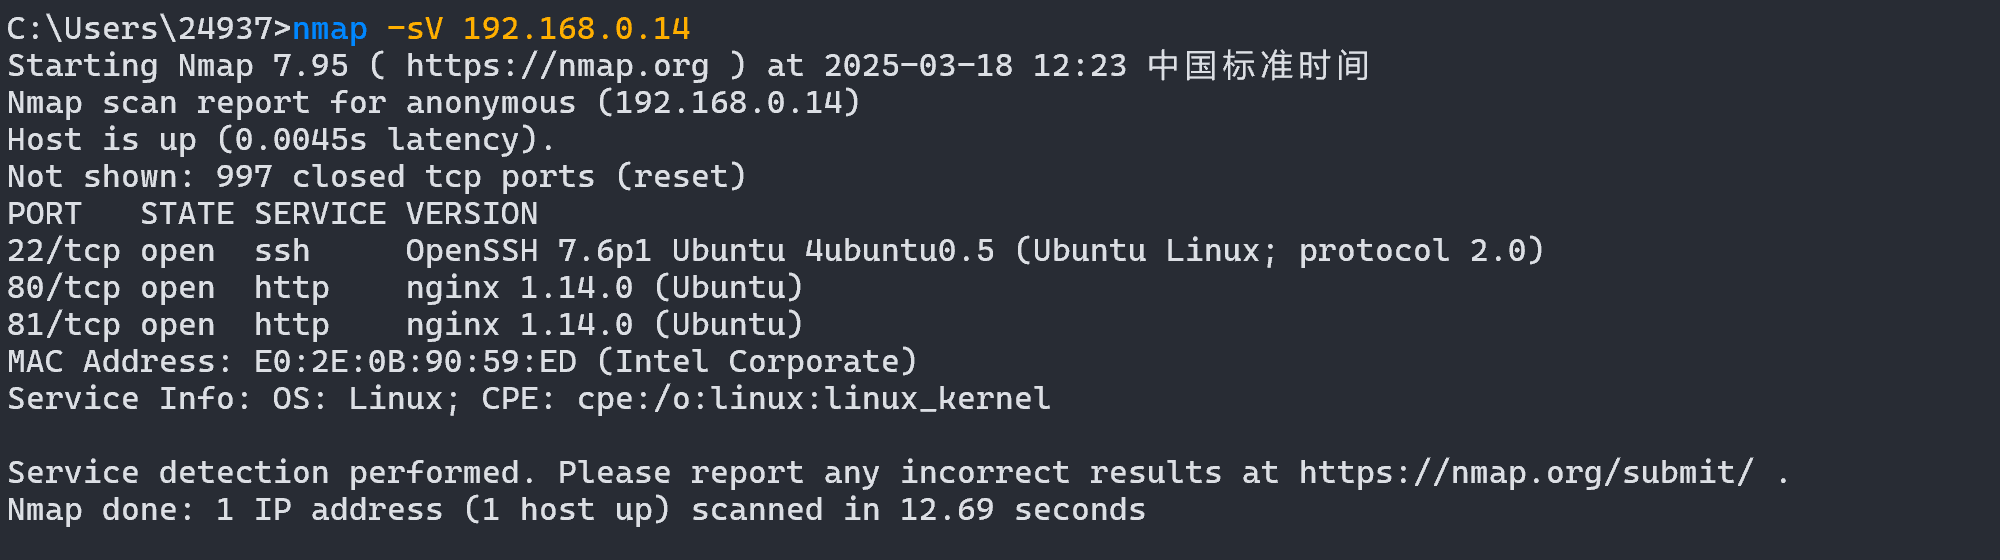 C:\Users\24937>nmap -sV 192.168.0.14
Starting Nmap 7.95 ( https://nmap.org ) at 2025-03-18 12:23 中国标准时间
Nmap scan report for anonymous (192.168.0.14)
Host is up (0.0045s latency).
Not shown: 997 closed tcp ports (reset)
PORT   STATE SERVICE VERSION
22/tcp open  ssh     OpenSSH 7.6p1 Ubuntu 4ubuntu0.5 (Ubuntu Linux; protocol 2.0)
80/tcp open  http    nginx 1.14.0 (Ubuntu)
81/tcp open  http    nginx 1.14.0 (Ubuntu)
MAC Address: E0:2E:0B:90:59:ED (Intel Corporate)
Service Info: OS: Linux; CPE: cpe:/o:linux:linux_kernel

Service detection performed. Please report any incorrect results at https://nmap.org/submit/ .
Nmap done: 1 IP address (1 host up) scanned in 12.69 seconds